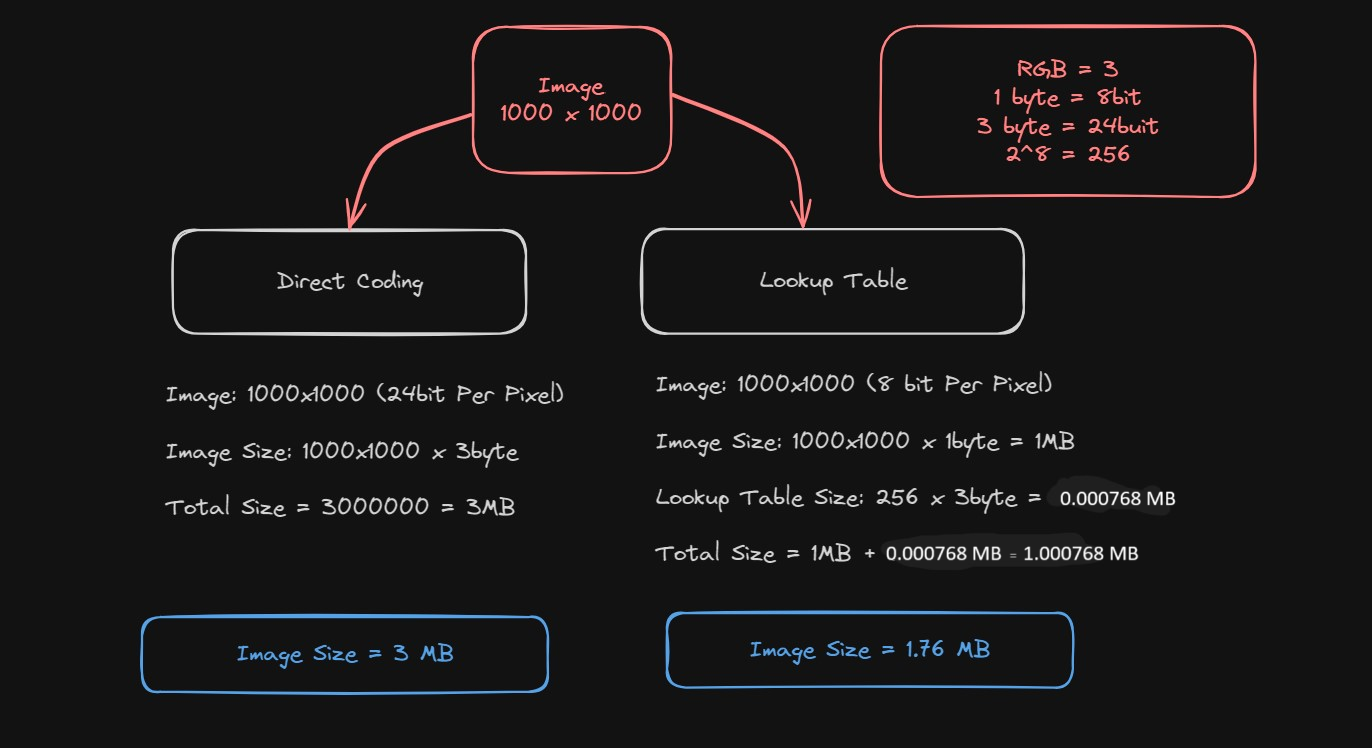 Image
1000 x 1000
RGB = 3
1 byte = 8bit
3 byte = 24buit
2^8 = 256
Direct Coding
Lookup Table
Image: 1000x1000 (24bit Per Pixel)
Image Size: 1000x1000 x 3byte
Total Size = 3000000 = 3MB
Image: 1000x1000 (8 bit Per Pixel)
Image Size: 1000x1000 x 1byte = 1MB
Lookup Table Size: 256 x 3byte = 0.000768 MB
Total Size = 1MB + 0.000768 MB = 1.000768 MB
Image Size = 3 MB
Image Size = 1.76 MB